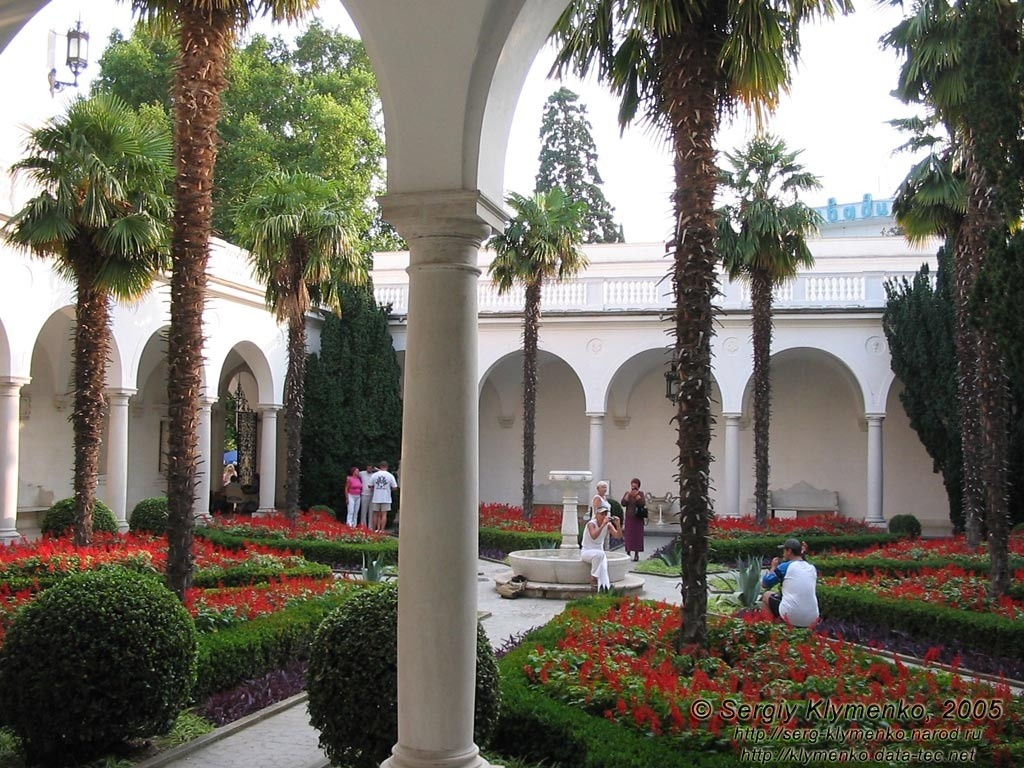 © Sergiy Klymenko, 2005
http://serg-klymenko.narod.ru
http://klymenko.data-tec.net